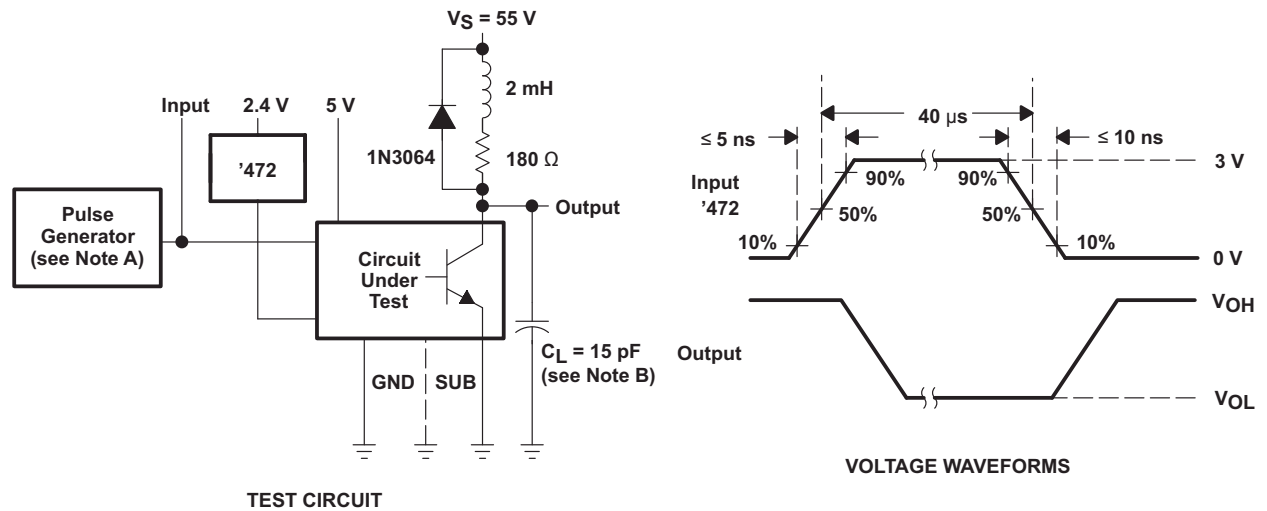 VS = 55 V
2 mH
Input
2.4 V
5 V
1N3064
180 Ω
’472
Output
Pulse
Generator
(see Note A)
Circuit
Under
Test
CL = 15 pF
(see Note B)
GND
SUB
TEST CIRCUIT
40 µs
≤ 5 ns
≤ 10 ns
3 V
Input
’472
90%
90%
50%
50%
10%
10%
0 V
VOH
Output
VOL
VOLTAGE WAVEFORMS